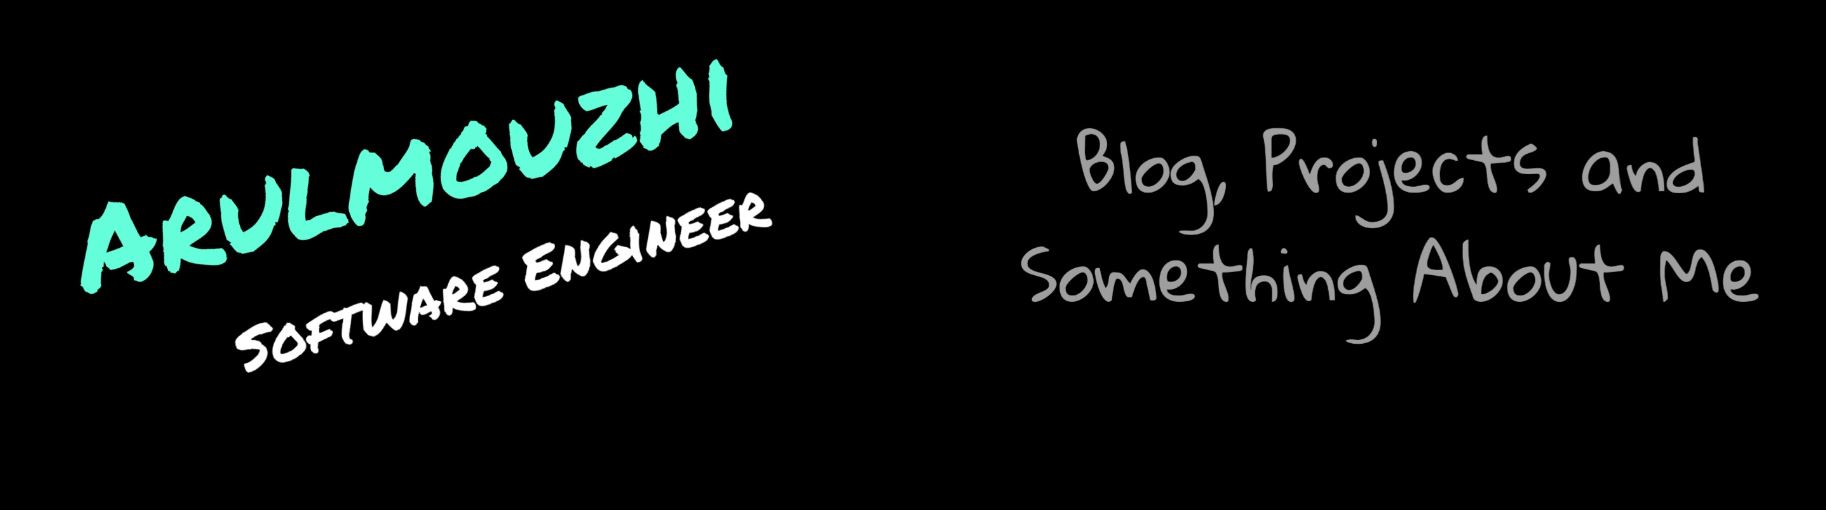 Arulmouzhi
Software Engineer
Blog, Projects and
Something About Me